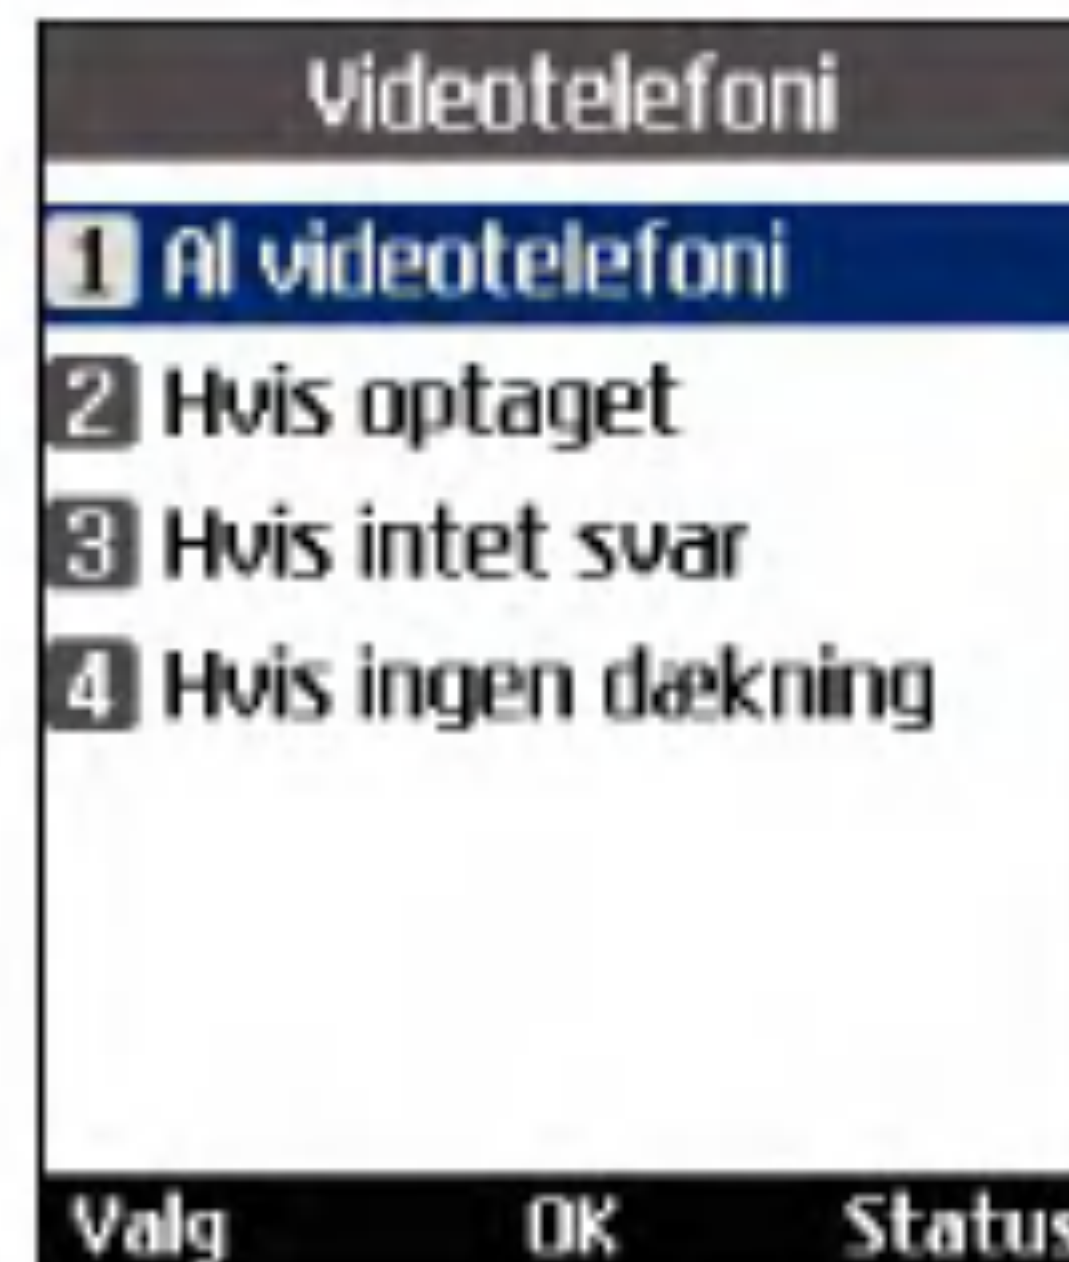 Videotelefoni
1 Al videotelefoni
2 Hvis optaget
3 Hvis intet svar
4 Hvis ingen dækning
Valg OK Status